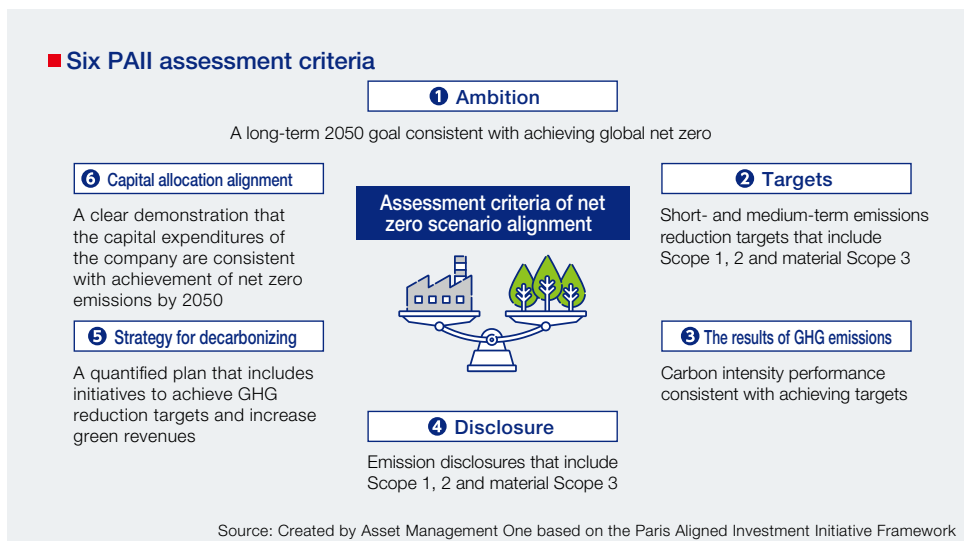 Six PAII assessment criteria
❶ Ambition
A long-term 2050 goal consistent with achieving global net zero
Assessment criteria of net
zero scenario alignment
❷ Targets
Short- and medium-term emissions
reduction targets that include
Scope 1, 2 and material Scope 3
❸ The results of GHG emissions
Carbon intensity performance
consistent with achieving targets
❹ Disclosure
Emission disclosures that include
Scope 1, 2 and material Scope 3
❺ Strategy for decarbonizing
A quantified plan that includes
initiatives to achieve GHG
reduction targets and increase
green revenues
❻ Capital allocation alignment
A clear demonstration that
the capital expenditures of
the company are consistent
with achievement of net zero
emissions by 2050
Source: Created by Asset Management One based on the Paris Aligned Investment Initiative Framework